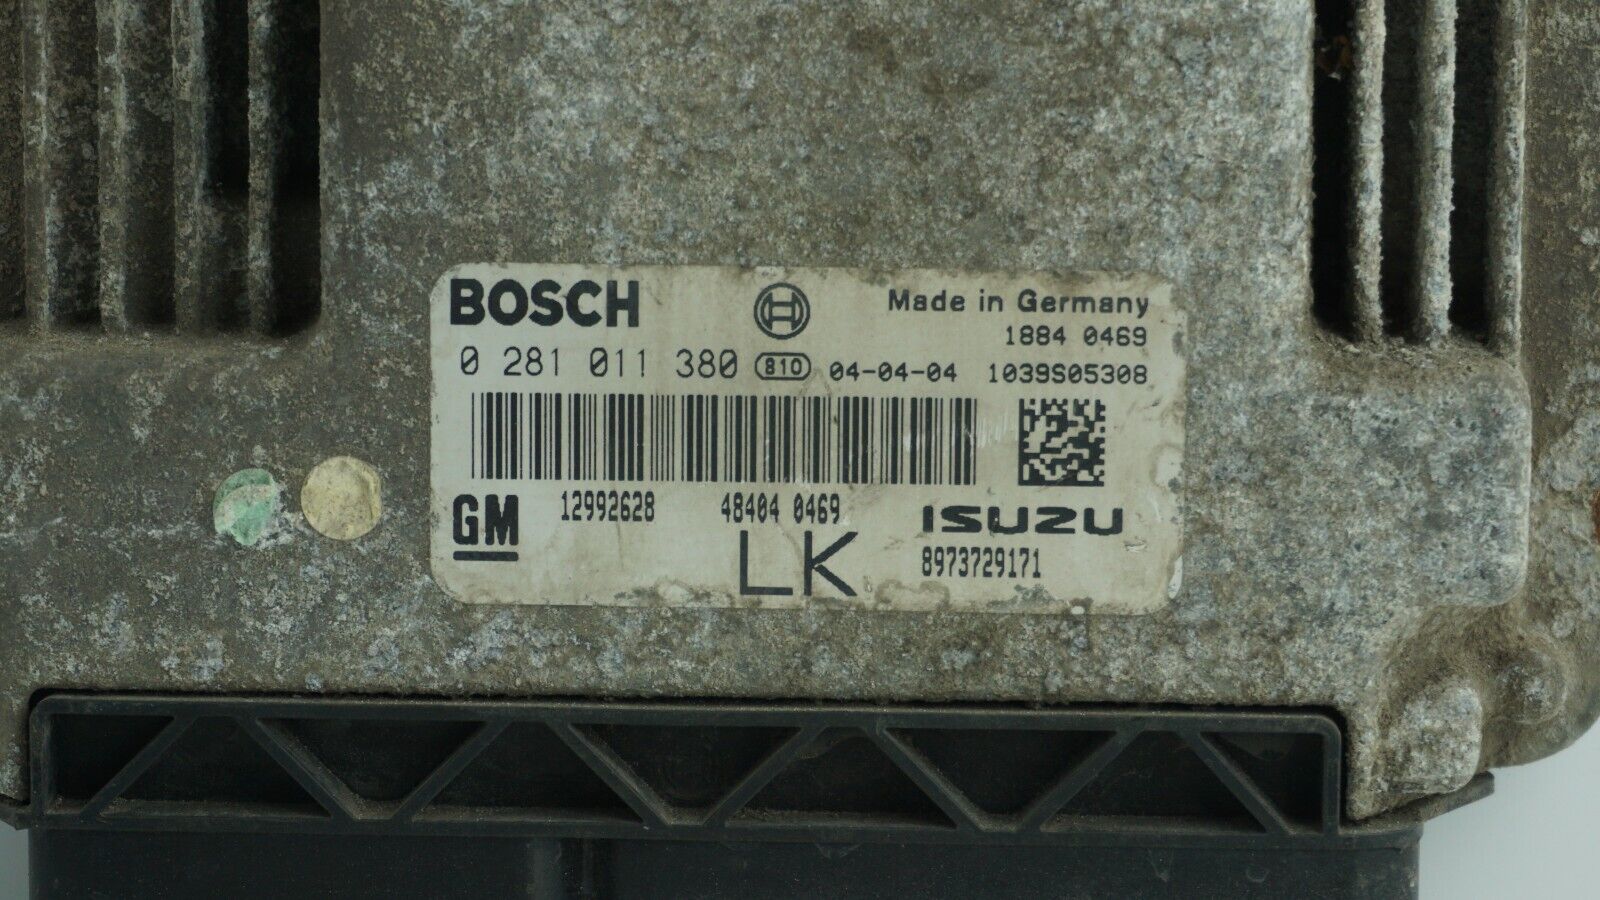 BOSCH Made in Germany
1884 0469
0 281 011 380 810 04-04-04 1039S05308
GM 12992628 48404 0469 ISUZU
LK 8973729171